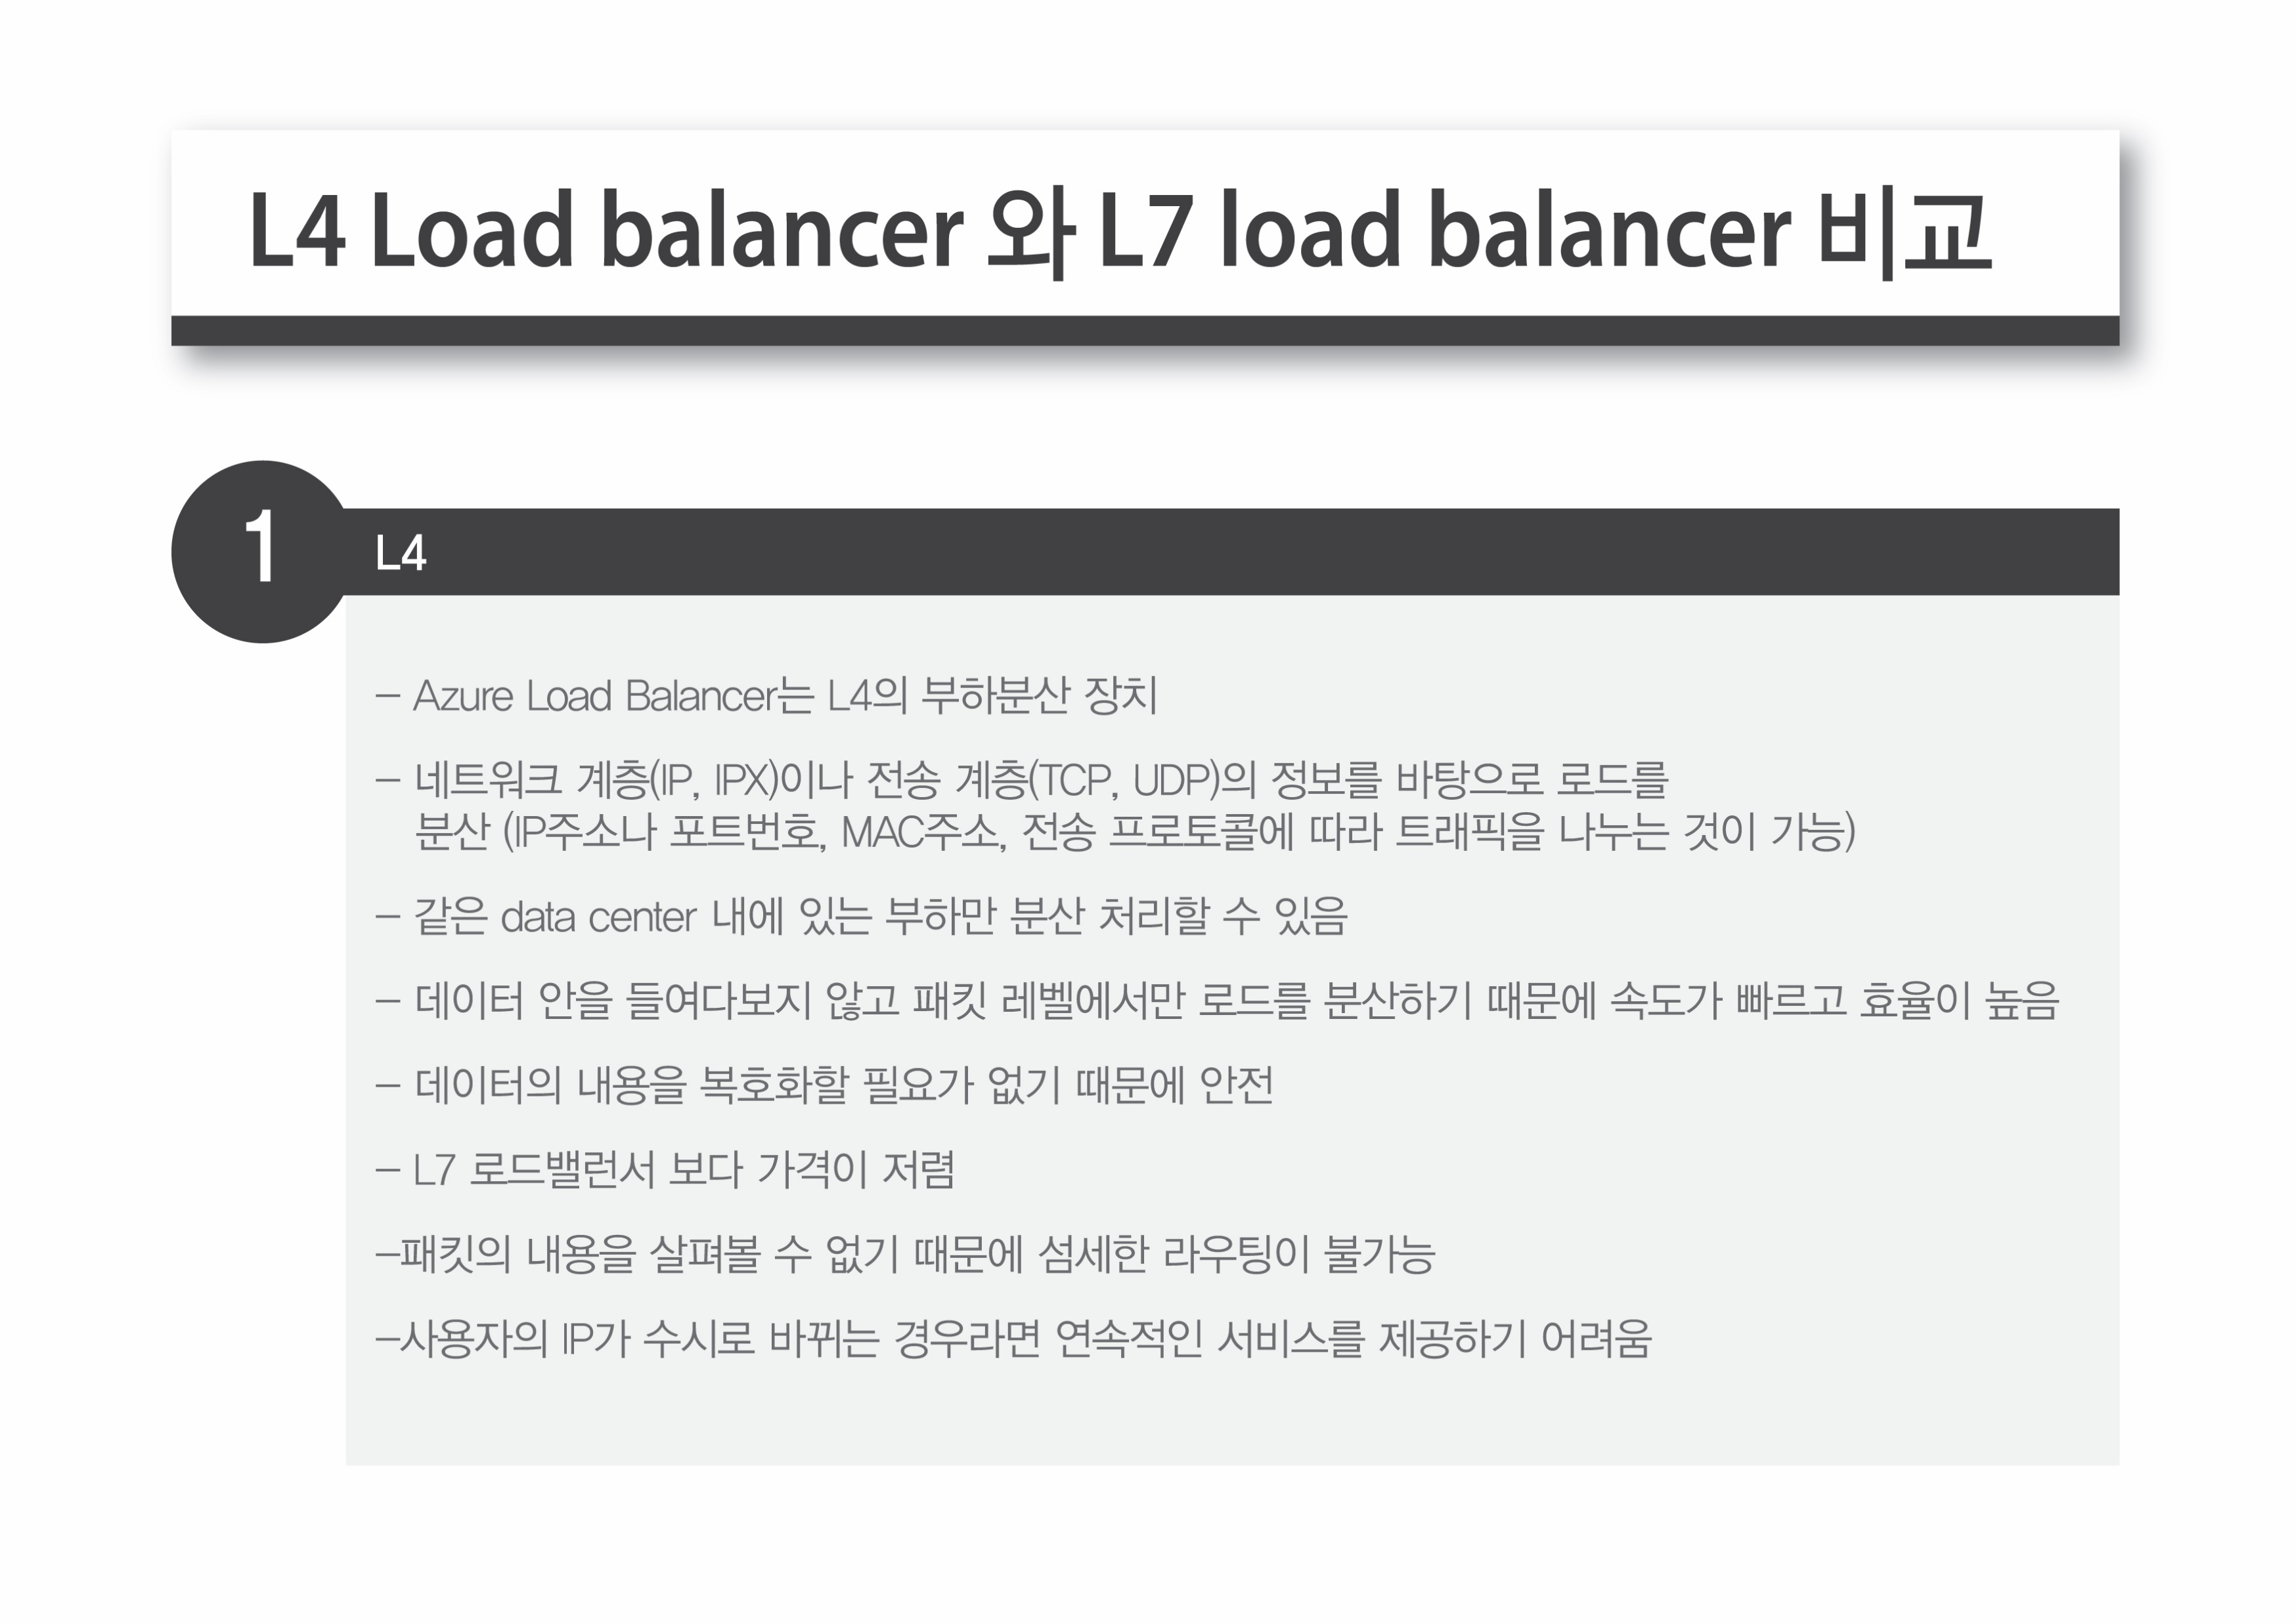 L4 Load balancer 와 L7 load balancer 비고
1
L4
- Azure Load Balancer는 L4의 부하분산 장치
- 네트워크 계층(IP, IPX)이나 전송 계층(TCP, UDP)의 정보를 바탕으로 로드를
분산 (IP주소나 포트번호, MAC주소, 전송 프로토콜에 따라 트래픽을 나누는 것이 가능)
- 같은 data center 내에 있는 부하만 분산 처리할 수 있음
- 데이터 안을 들여다보지 않고 패킷 레벨에서만 로드를 분산하기 때문에 속도가 빠르고 효율이 높음
- 데이터의 내용을 복호화할 필요가 없기 때문에 안전
- L7 로드밸런서 보다 가격이 저렴
-패킷의 내용을 살펴볼 수 없기 때문에 섬세한 라우팅이 불가능
-사용자의 IP가 수시로 바뀌는 경우라면 연속적인 서비스를 제공하기 어려움